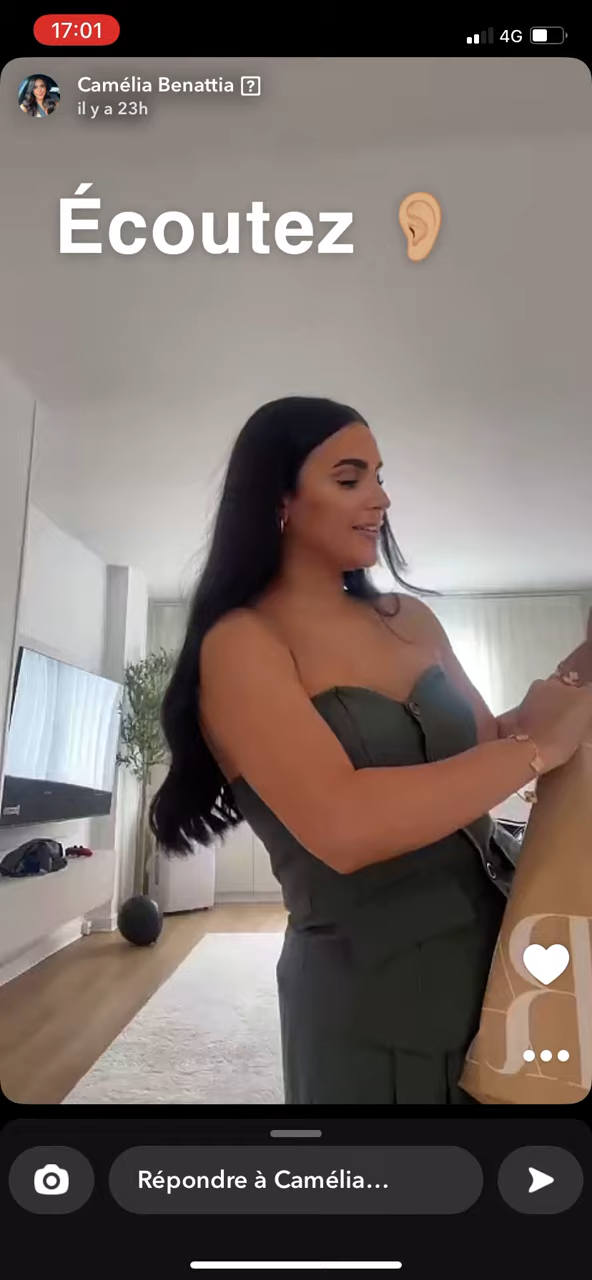 17:01
4G
Camélia Benattia ?
il y a 23h
Écoutez 👂🏼
Répondre à Camélia…